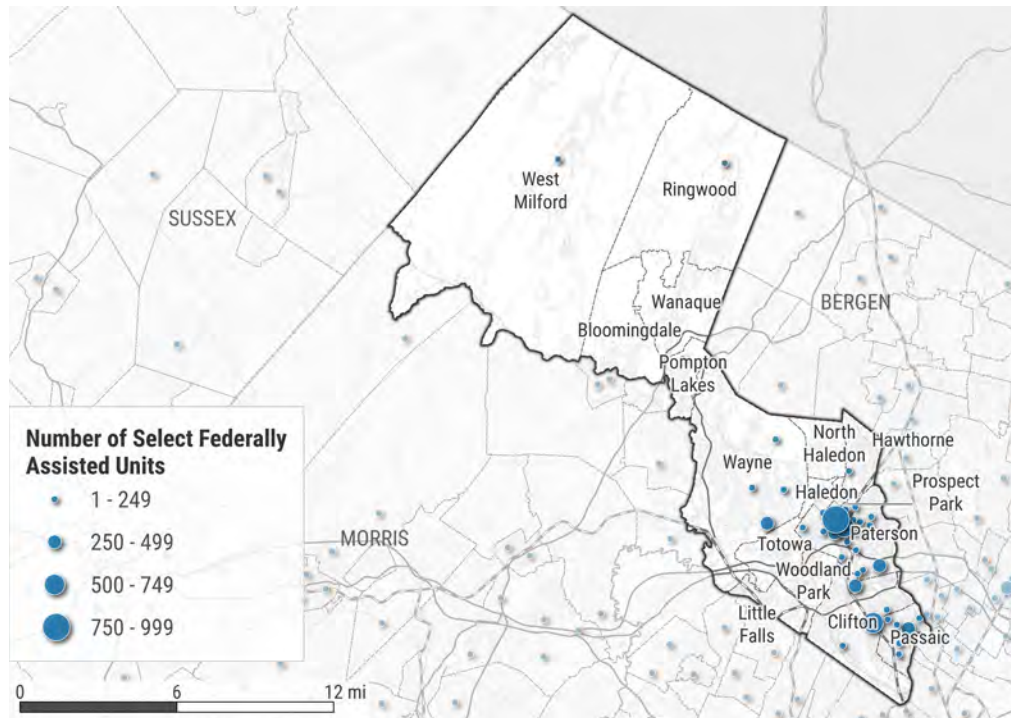 West
Milford
Ringwood
SUSSEX
Wanaque
BERGEN
Bloomingdale
Pompton
Lakes
Number of Select Federally
Assisted Units
1 - 249
250 - 499
500 - 749
750 - 999
North
Haledon
Hawthorne
Wayne
Haledon
Prospect
Park
MORRIS
Totowa
Paterson
Woodland
Park
Little
Falls
Clifton
Passaic
0
6
12 mi